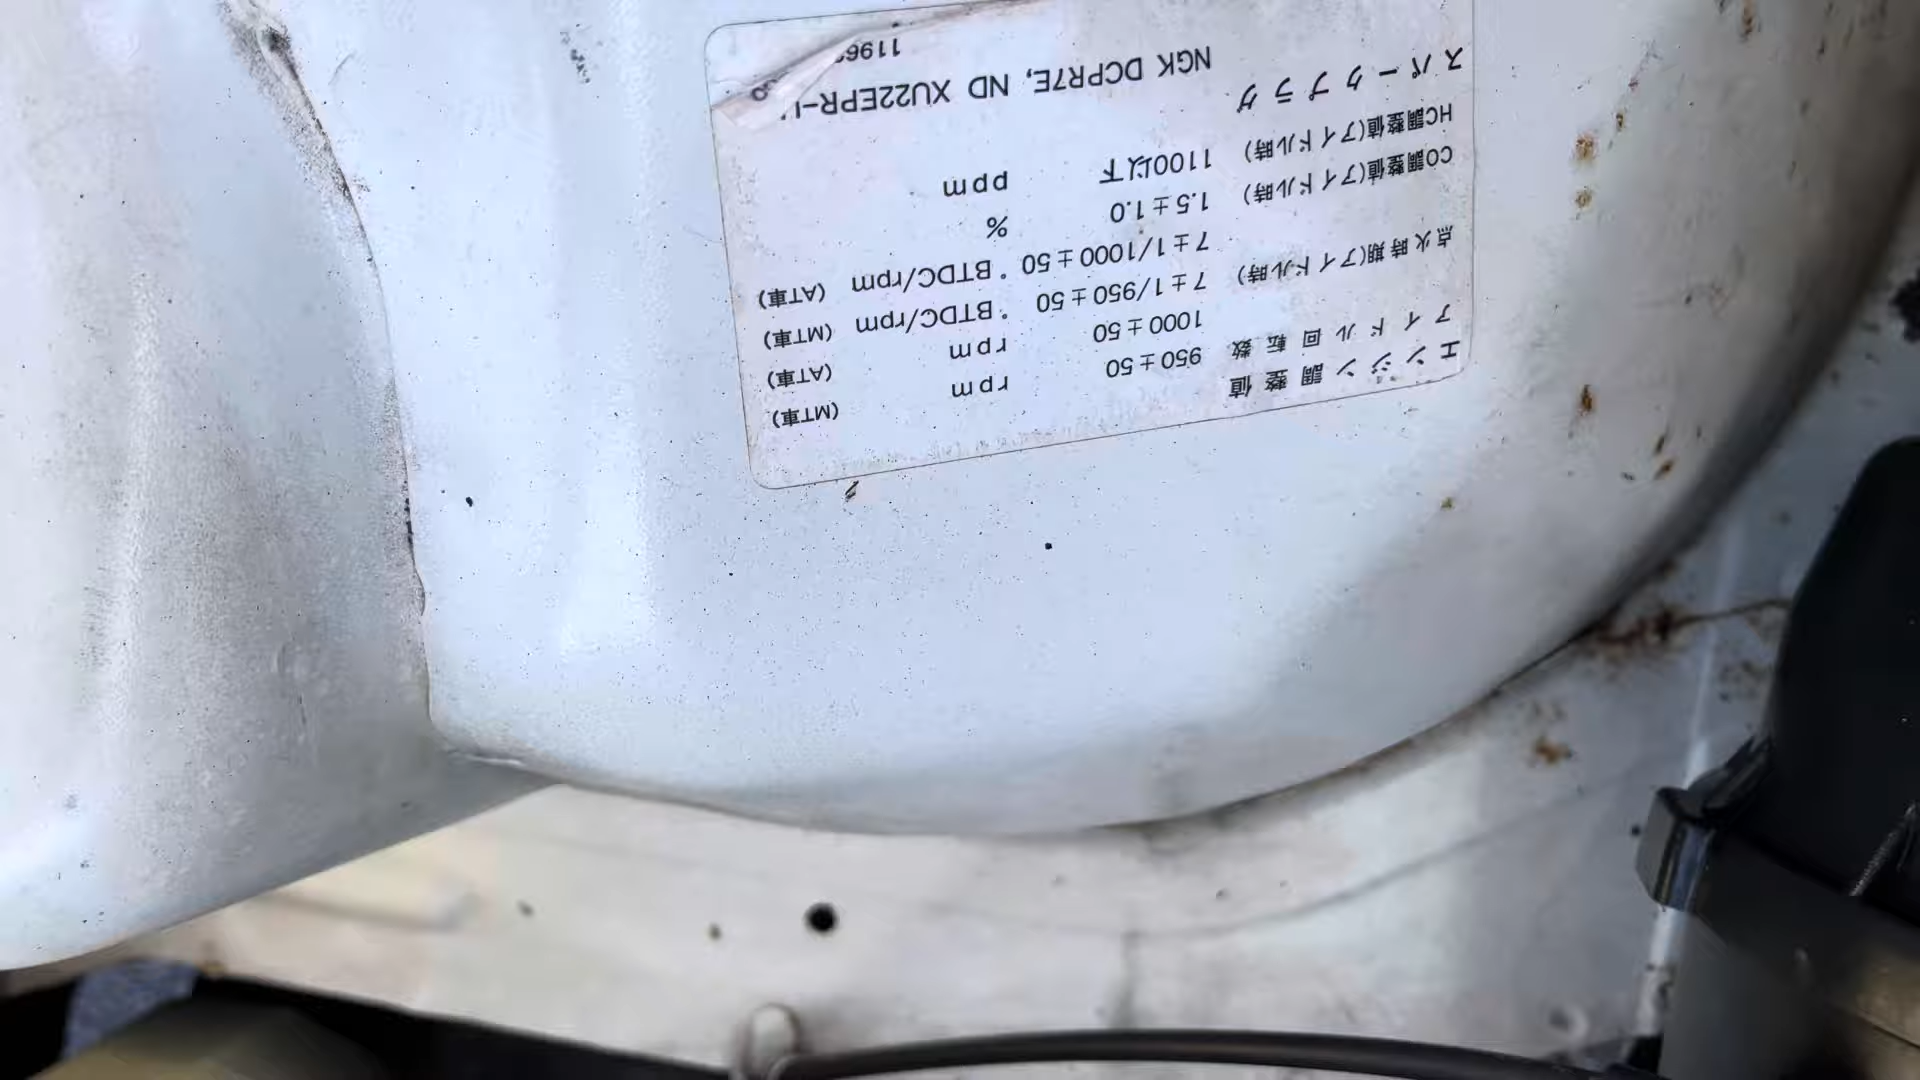 エンジン調整値
アイドル回転数 950±50 rpm (MT車)
1000±50 rpm (AT車)
点火時期(アイドル時) 7±1/950±50 °BTDC/rpm (MT車)
7±1/1000±50 °BTDC/rpm (AT車)
CO調整値(アイドル時) 1.5±1.0 %
HC調整値(アイドル時) 1100以下 ppm
スパークプラグ NGK DCPR7E, ND